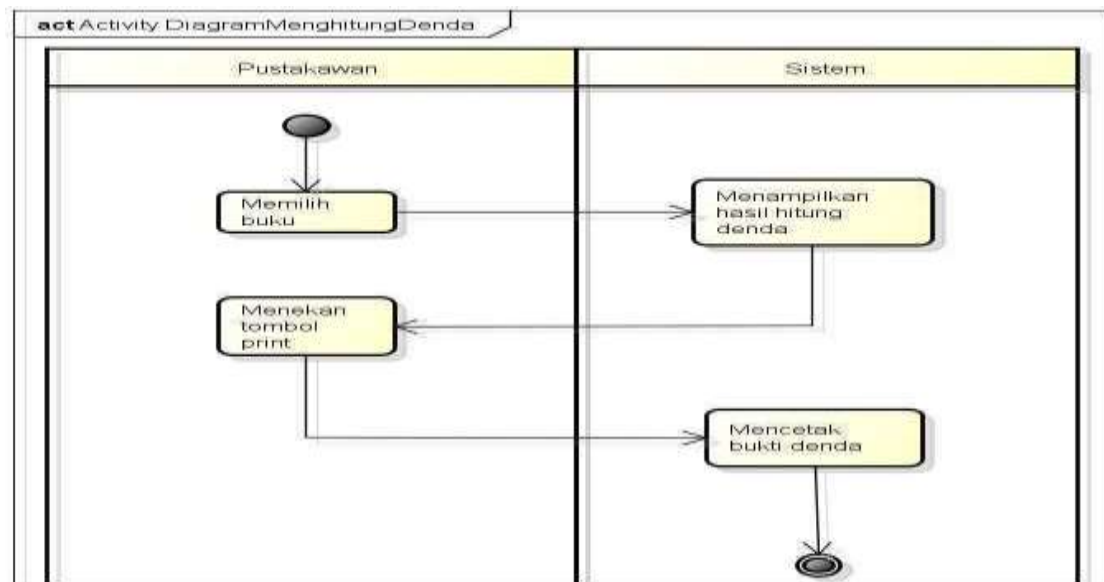 act Activity DiagramMenghitungDenda
Pustakawan
Sistem
Memilih
buku
Menampilkan
hasil hitung
denda
Menekan
tombol
print
Mencetak
bukti denda